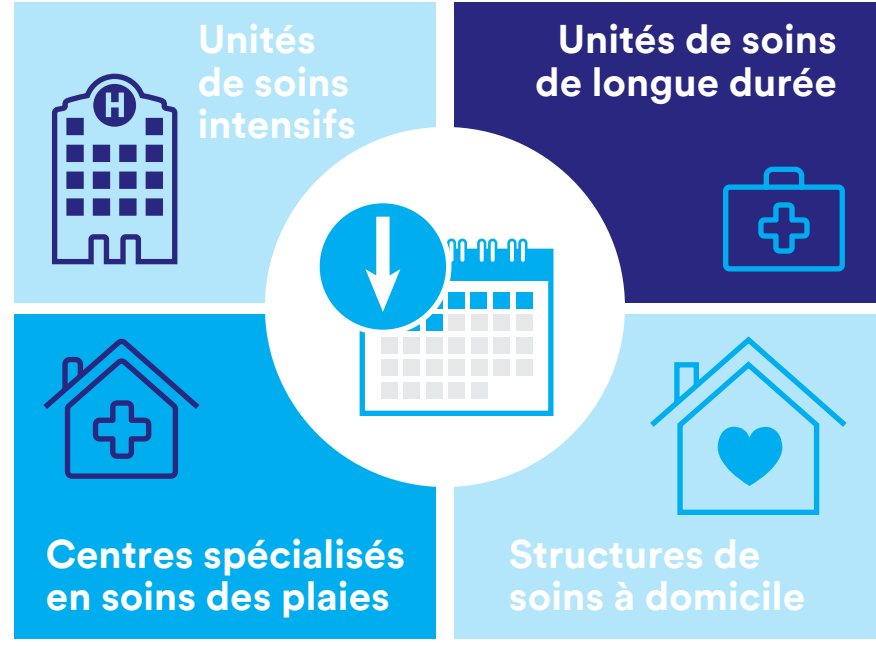 Unités
de soins
intensifs
H
Unités de soins
de longue durée
Centres spécialisés
en soins des plaies
Structures de
soins à domicile